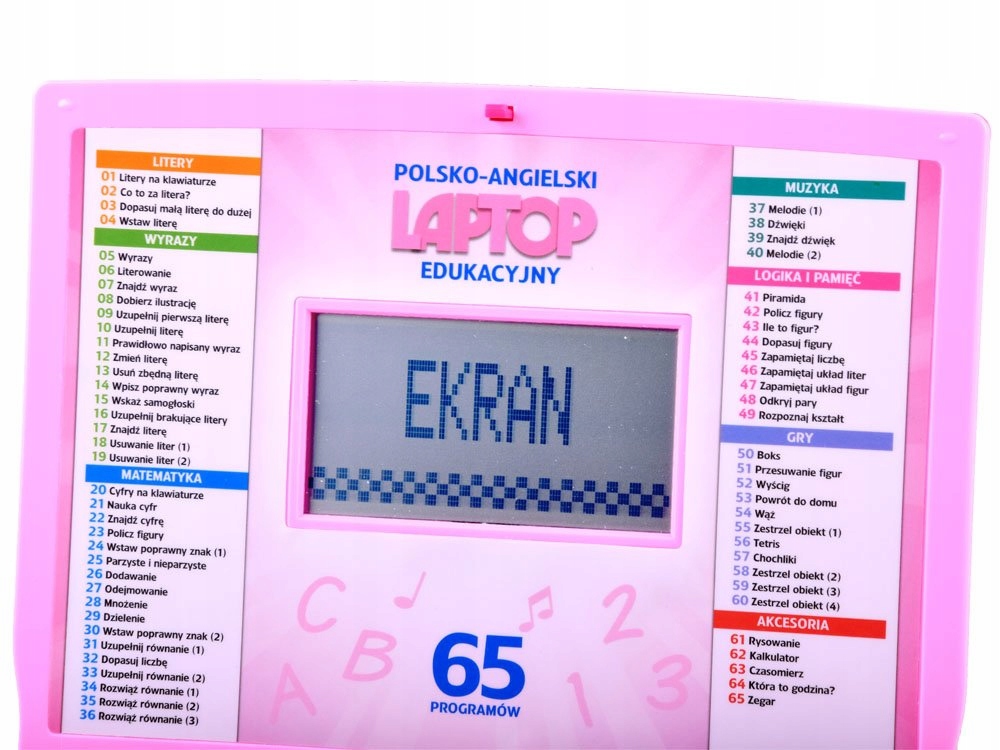 LITERY
01 Litery na klawiaturze
02 Co to za litera?
03 Dopasuj małą literę do dużej
04 Wstaw literę
WYRAZY
05 Wyrazy
06 Literowanie
07 Znajdź wyraz
08 Dobierz ilustrację
09 Uzupełnij pierwszą literę
10 Uzupełnij literę
11 Prawidłowo napisany wyraz
12 Zmień literę
13 Usuń zbędną literę
14 Wpisz poprawny wyraz
15 Wskaż samogłoski
16 Uzupełnij brakujące litery
17 Znajdź literę
18 Usuwanie liter (1)
19 Usuwanie liter (2)
MATEMATYKA
20 Cyfry na klawiaturze
21 Nauka cyfr
22 Znajdź cyfrę
23 Policz figury
24 Wstaw poprawny znak (1)
25 Parzyste i nieparzyste
26 Dodawanie
27 Odejmowanie
28 Mnożenie
29 Dzielenie
30 Wstaw poprawny znak (2)
31 Uzupełnij równanie (1)
32 Dopasuj liczbę
33 Uzupełnij równanie (2)
34 Rozwiąż równanie (1)
35 Rozwiąż równanie (2)
36 Rozwiąż równanie (3)
POLSKO-ANGIELSKI
LAPTOP
EDUKACYJNY
EKRAN
C 2
A B 1 3
65
PROGRAMÓW
MUZYKA
37 Melodie (1)
38 Dźwięki
39 Znajdź dźwięk
40 Melodie (2)
LOGIKA I PAMIĘĆ
41 Piramida
42 Policz figury
43 Ile to figur?
44 Dopasuj figury
45 Zapamiętaj liczbę
46 Zapamiętaj układ liter
47 Zapamiętaj układ figur
48 Odkryj pary
49 Rozpoznaj kształt
GRY
50 Boks
51 Przesuwanie figur
52 Wyścig
53 Powrót do domu
54 Wąż
55 Zestrzel obiekt (1)
56 Tetris
57 Chochliki
58 Zestrzel obiekt (2)
59 Zestrzel obiekt (3)
60 Zestrzel obiekt (4)
AKCESORIA
61 Rysowanie
62 Kalkulator
63 Czasomierz
64 Która to godzina?
65 Zegar